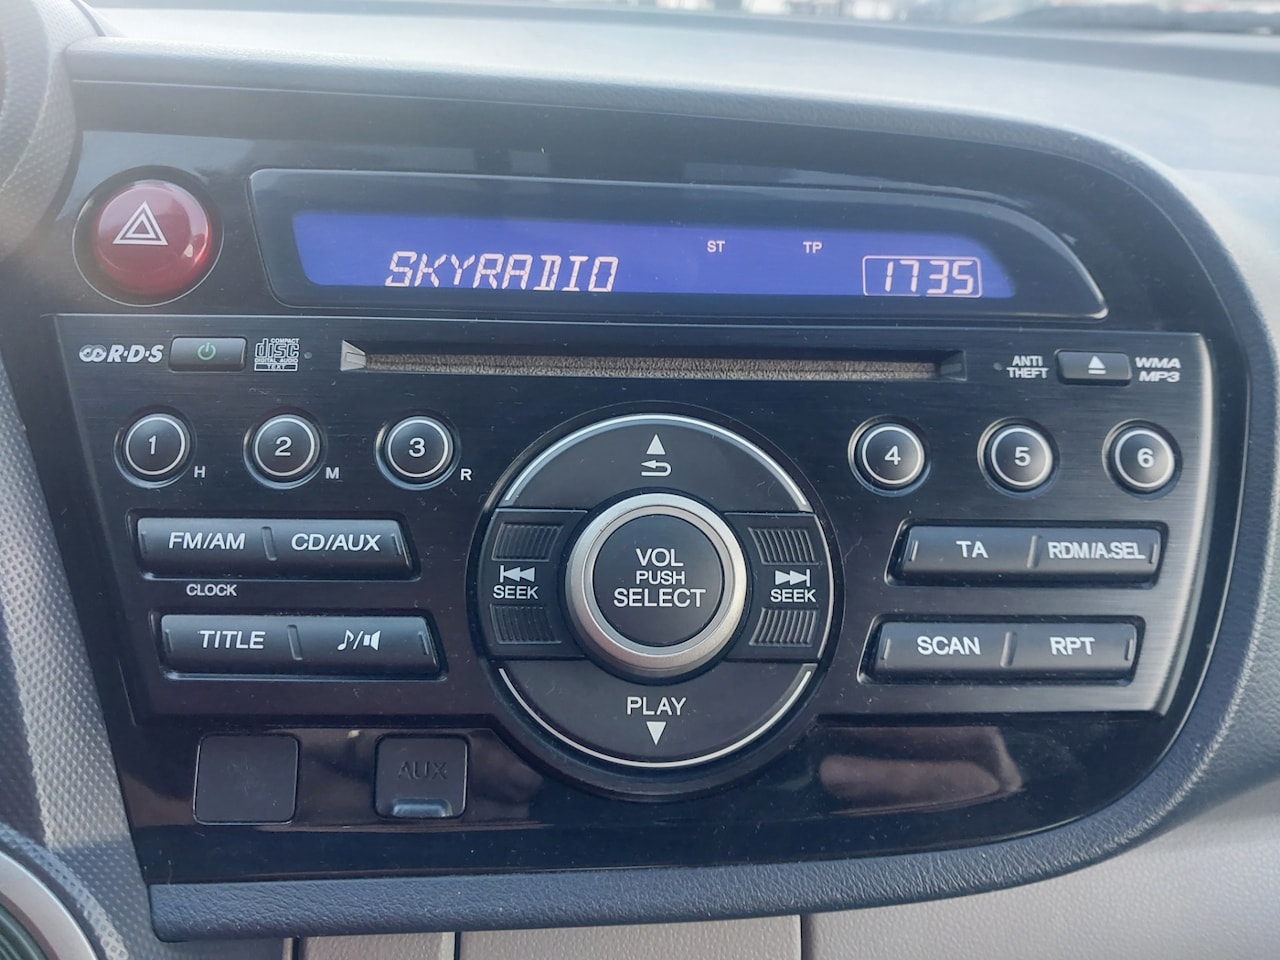 ST TP
SKYRADIO 1735
R·D·S
COMPACT
disc
DIGITAL AUDIO
TEXT
ANTI
THEFT
WMA
MP3
1 H 2 M 3 R 4 5 6
FM/AM CD/AUX
CLOCK
TITLE
SEEK
VOL
PUSH
SELECT
SEEK
PLAY
TA RDM/A.SEL
SCAN RPT
AUX